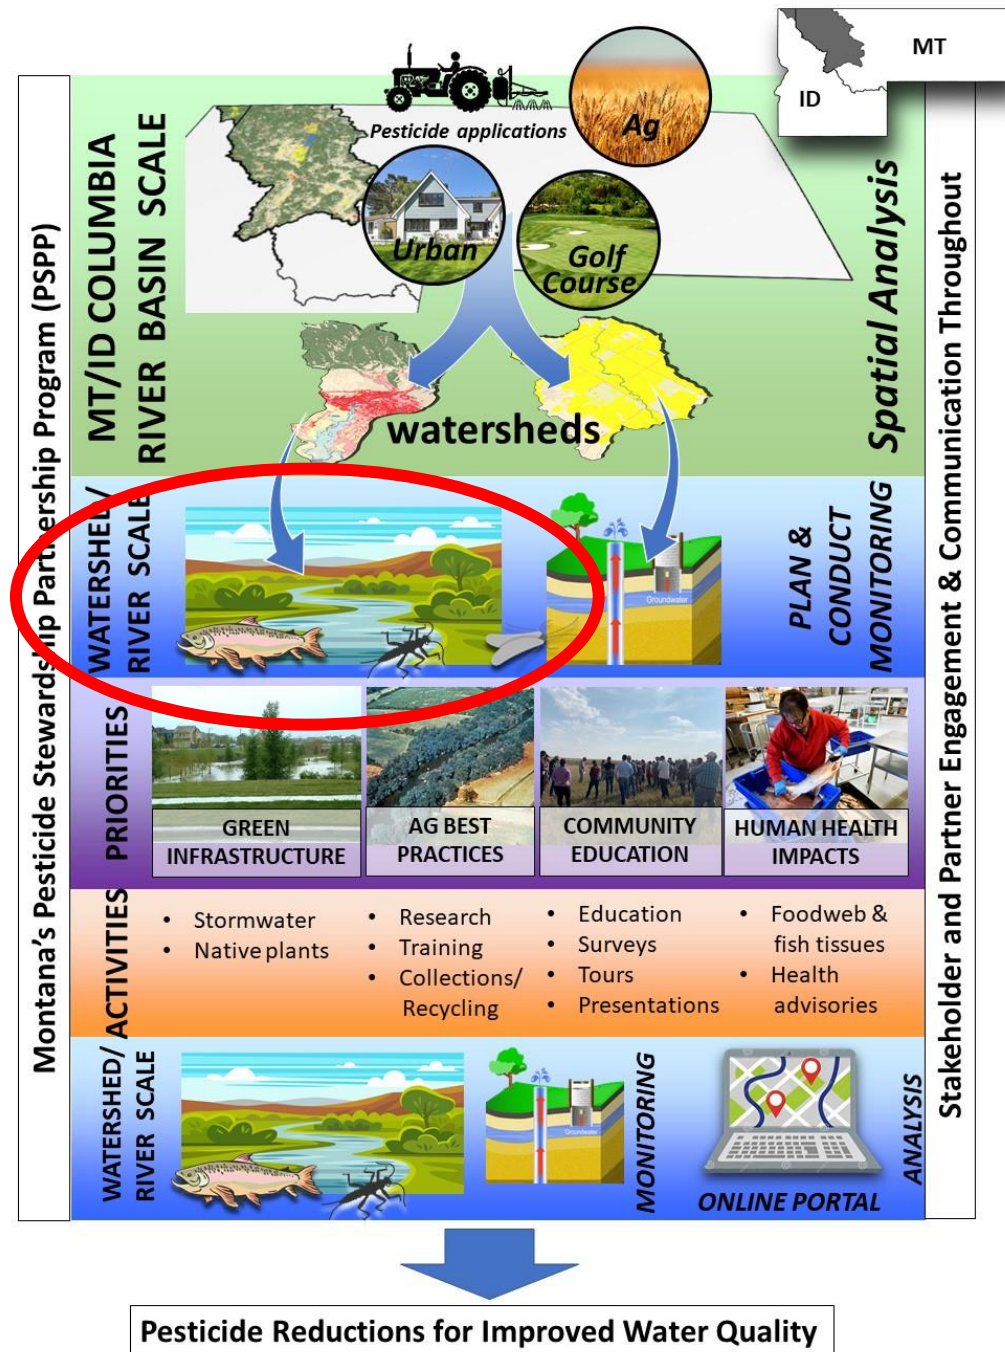 MT
ID
Montana's Pesticide Stewardship Partnership Program (PSPP)
Stakeholder and Partner Engagement & Communication Throughout
MT/ID COLUMBIA
RIVER BASIN SCALE
Pesticide applications
Ag
Urban
Golf
Course
Spatial Analysis
watersheds
WATERSHED/
RIVER SCALE
Groundwater
PLAN &
CONDUCT
MONITORING
PRIORITIES
GREEN
INFRASTRUCTURE
AG BEST
PRACTICES
COMMUNITY
EDUCATION
HUMAN HEALTH
IMPACTS
ACTIVITIES
• Stormwater
• Native plants
• Research
• Training
• Collections/
Recycling
• Education
• Surveys
• Tours
• Presentations
• Foodweb &
fish tissues
• Health
advisories
WATERSHED/
RIVER SCALE
Groundwater
MONITORING
ONLINE PORTAL
ANALYSIS
Pesticide Reductions for Improved Water Quality